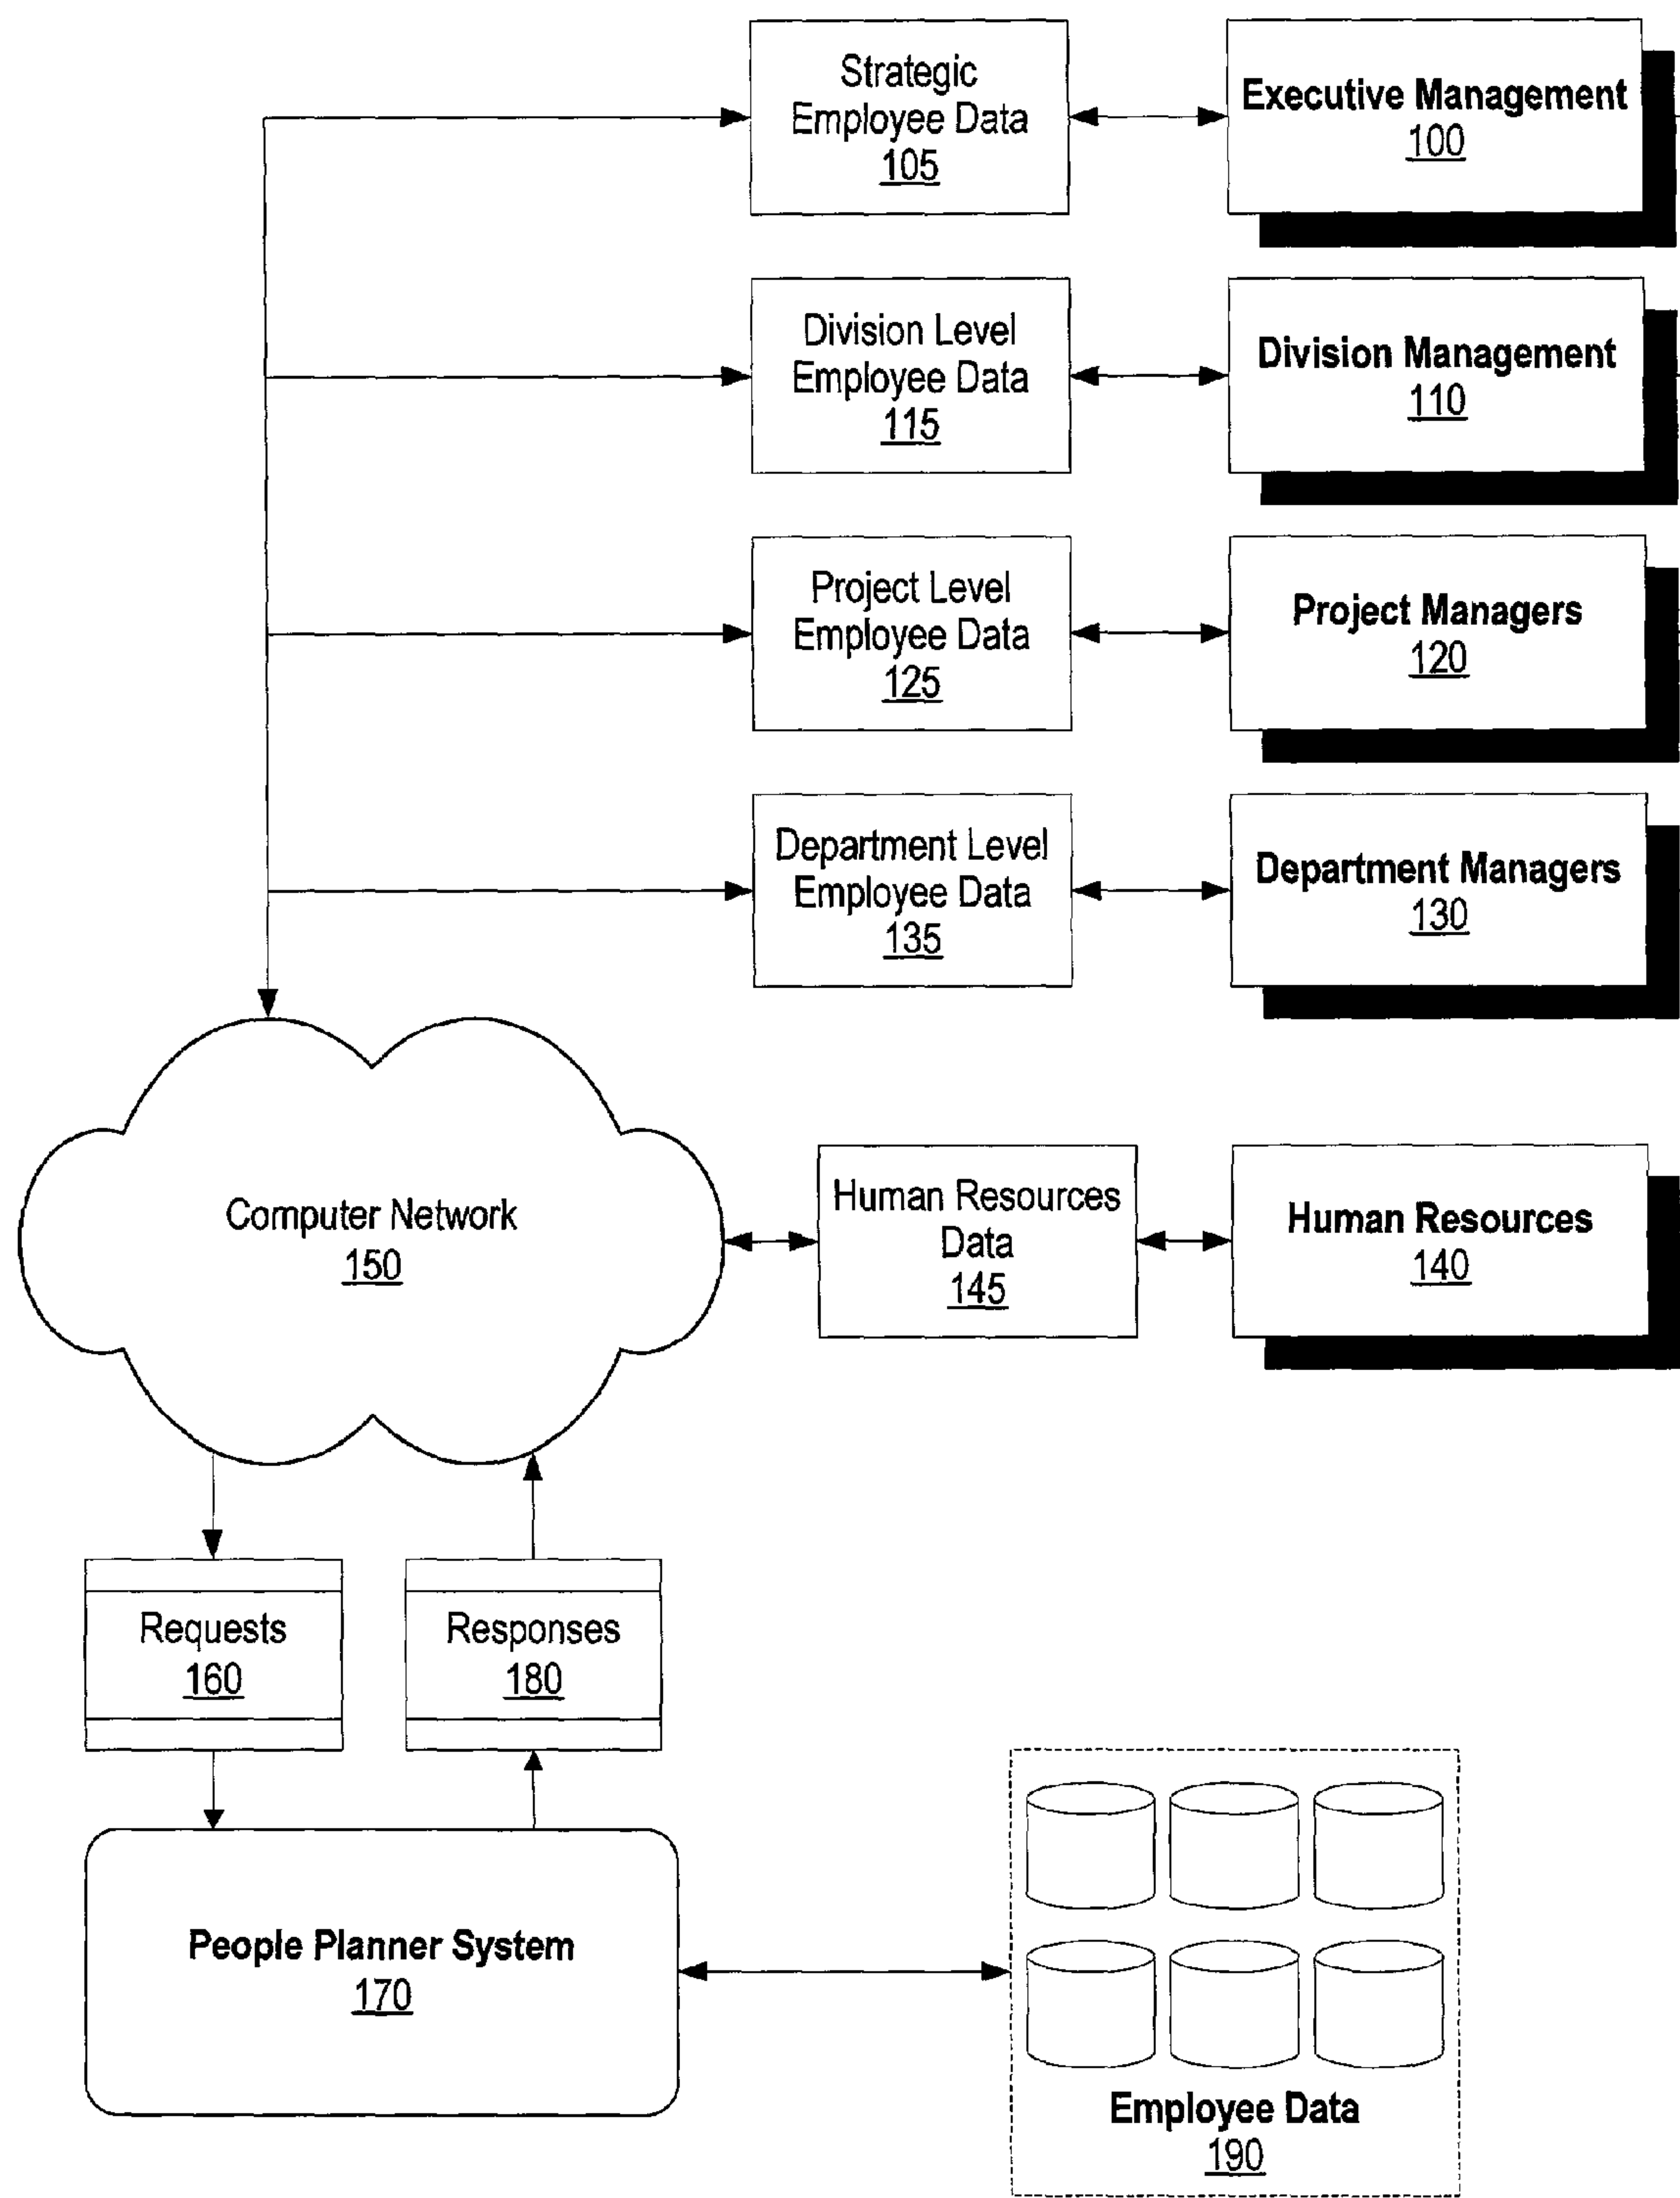 Strategic
Employee Data
105
Executive Management
100
Division Level
Employee Data
115
Division Management
110
Project Level
Employee Data
125
Project Managers
120
Department Level
Employee Data
135
Department Managers
130
Computer Network
150
Human Resources
Data
145
Human Resources
140
Requests
160
Responses
180
People Planner System
170
Employee Data
190